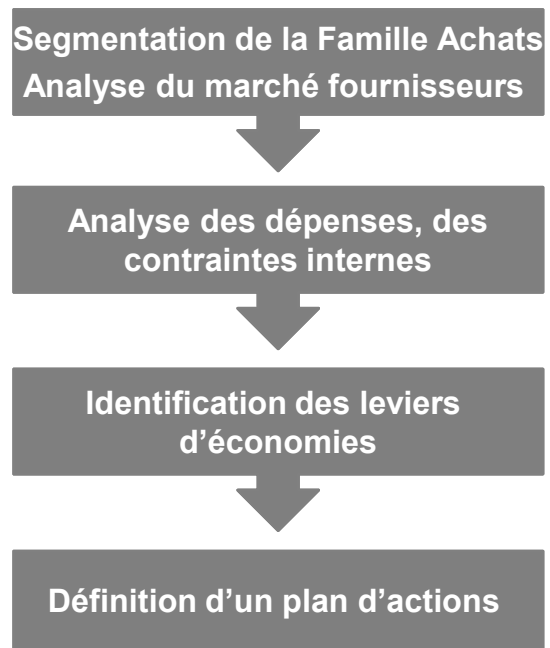 Segmentation de la Famille Achats
Analyse du marché fournisseurs
Analyse des dépenses, des
contraintes internes
Identification des leviers
d’économies
Définition d’un plan d’actions